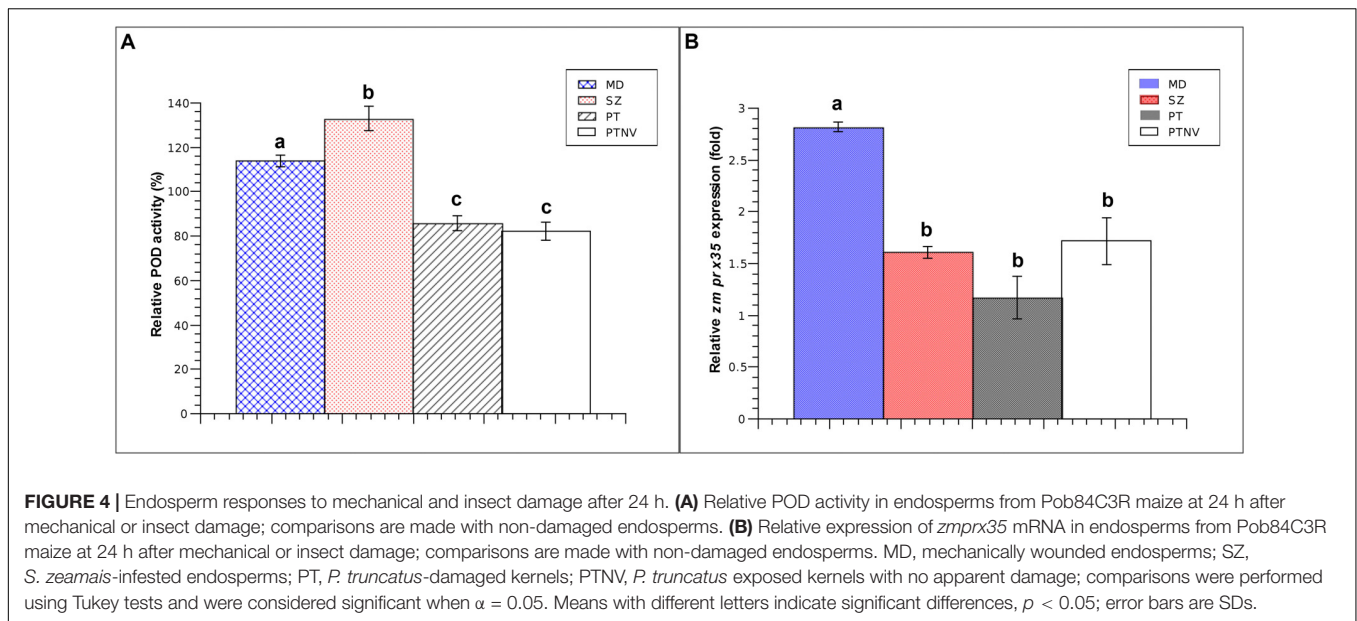 A
MD
SZ
PT
PTNV
Relative POD activity (%)
140
120
100
80
60
40
20
0
a
b
c
c
B
MD
SZ
PT
PTNV
Relative zm pr x35 expression (fold)
3
2.5
2
1.5
1
0.5
0
a
b
b
b
FIGURE 4 | Endosperm responses to mechanical and insect damage after 24 h. (A) Relative POD activity in endosperms from Pob84C3R maize at 24 h after
mechanical or insect damage; comparisons are made with non-damaged endosperms. (B) Relative expression of zmprx35 mRNA in endosperms from Pob84C3R
maize at 24 h after mechanical or insect damage; comparisons are made with non-damaged endosperms. MD, mechanically wounded endosperms; SZ,
S. zeamais-infested endosperms; PT, P. truncatus-damaged kernels; PTNV, P. truncatus exposed kernels with no apparent damage; comparisons were performed
using Tukey tests and were considered significant when α = 0.05. Means with different letters indicate significant differences, p < 0.05; error bars are SDs.